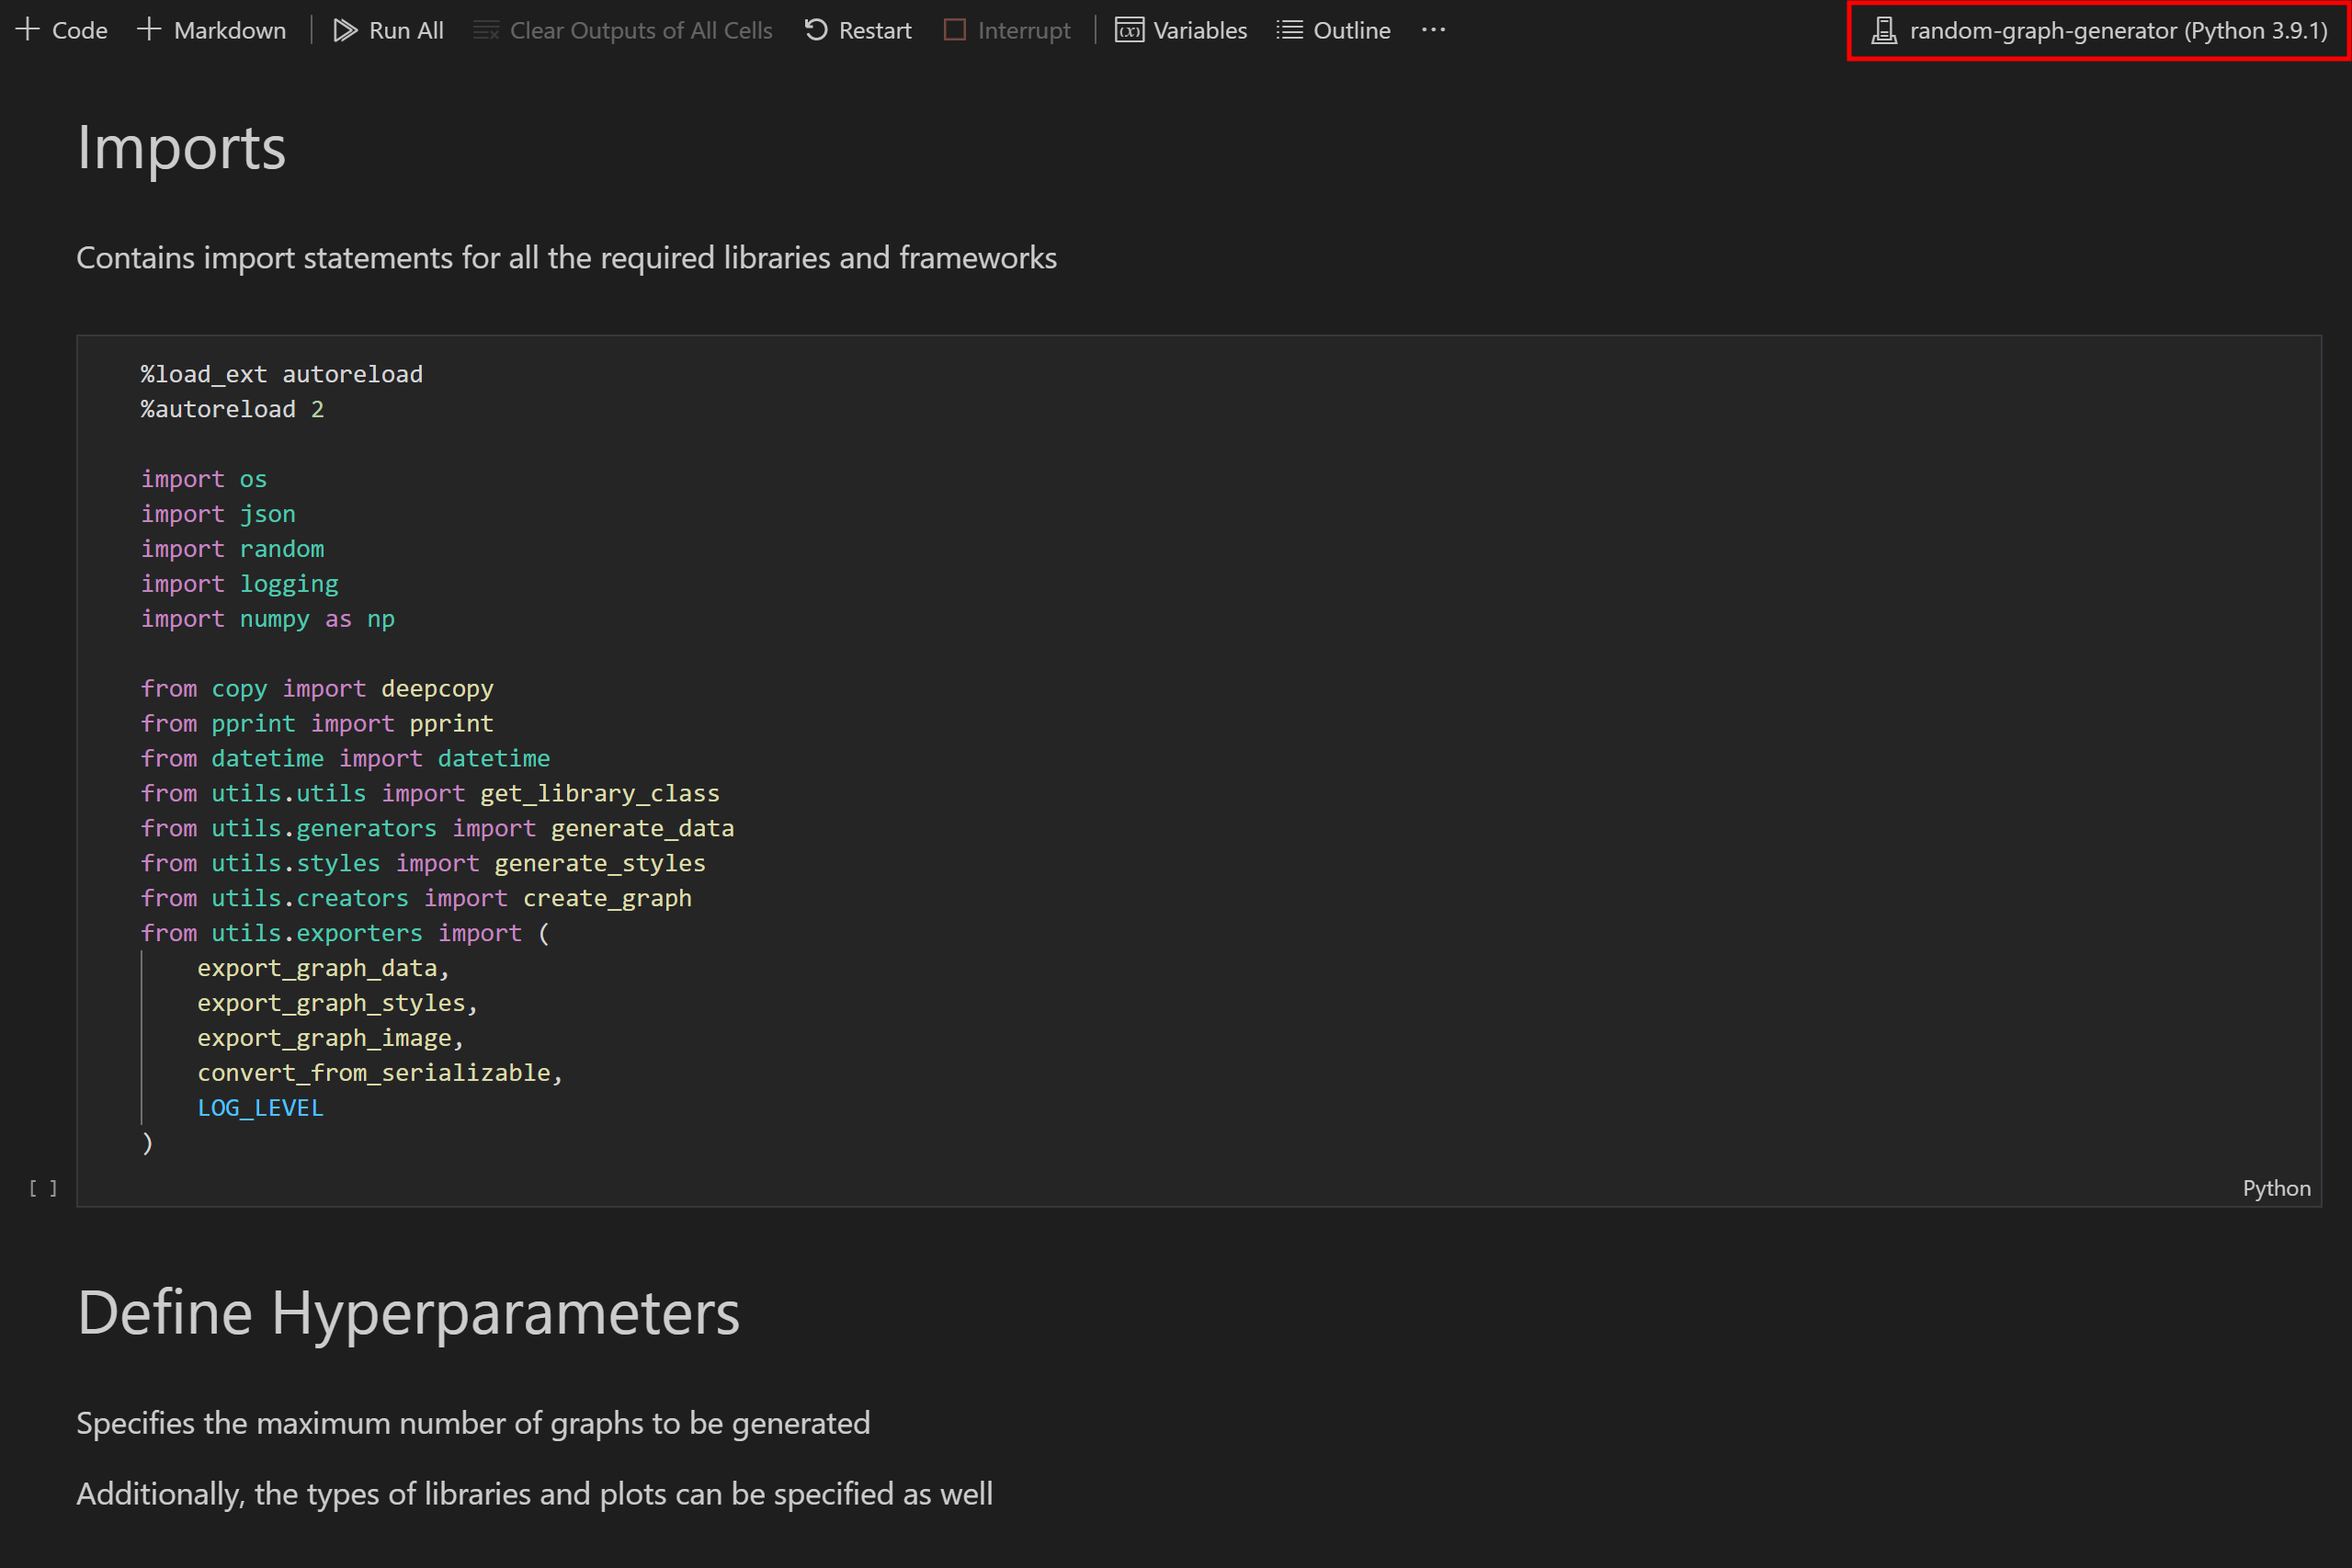 Code Markdown Run All Clear Outputs of All Cells Restart Interrupt Variables Outline ... random-graph-generator (Python 3.9.1)
Imports
Contains import statements for all the required libraries and frameworks
%load_ext autoreload
%autoreload 2
import os
import json
import random
import logging
import numpy as np
from copy import deepcopy
from pprint import pprint
from datetime import datetime
from utils.utils import get_library_class
from utils.generators import generate_data
from utils.styles import generate_styles
from utils.creators import create_graph
from utils.exporters import (
    export_graph_data,
    export_graph_styles,
    export_graph_image,
    convert_from_serializable,
    LOG_LEVEL
)
[ ] Python
Define Hyperparameters
Specifies the maximum number of graphs to be generated
Additionally, the types of libraries and plots can be specified as well